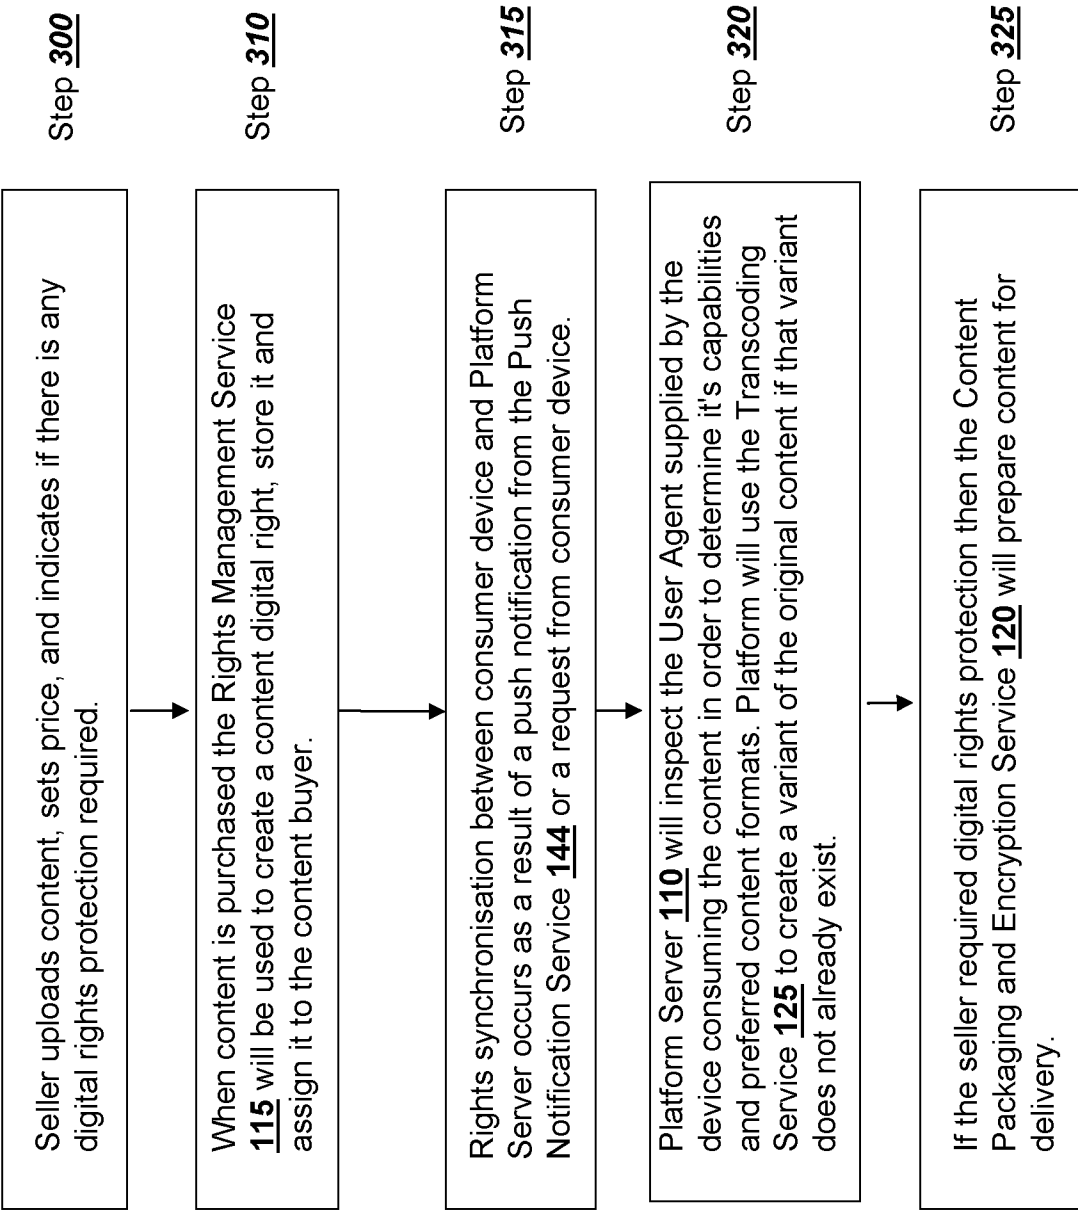 Step 300
Seller uploads content, sets price, and indicates if there is any
digital rights protection required.
Step 310
When content is purchased the Rights Management Service
115 will be used to create a content digital right, store it and
assign it to the content buyer.
Step 315
Rights synchronisation between consumer device and Platform
Server occurs as a result of a push notification from the Push
Notification Service 144 or a request from consumer device.
Step 320
Platform Server 110 will inspect the User Agent supplied by the
device consuming the content in order to determine it's capabilities
and preferred content formats. Platform will use the Transcoding
Service 125 to create a variant of the original content if that variant
does not already exist.
Step 325
If the seller required digital rights protection then the Content
Packaging and Encryption Service 120 will prepare content for
delivery.